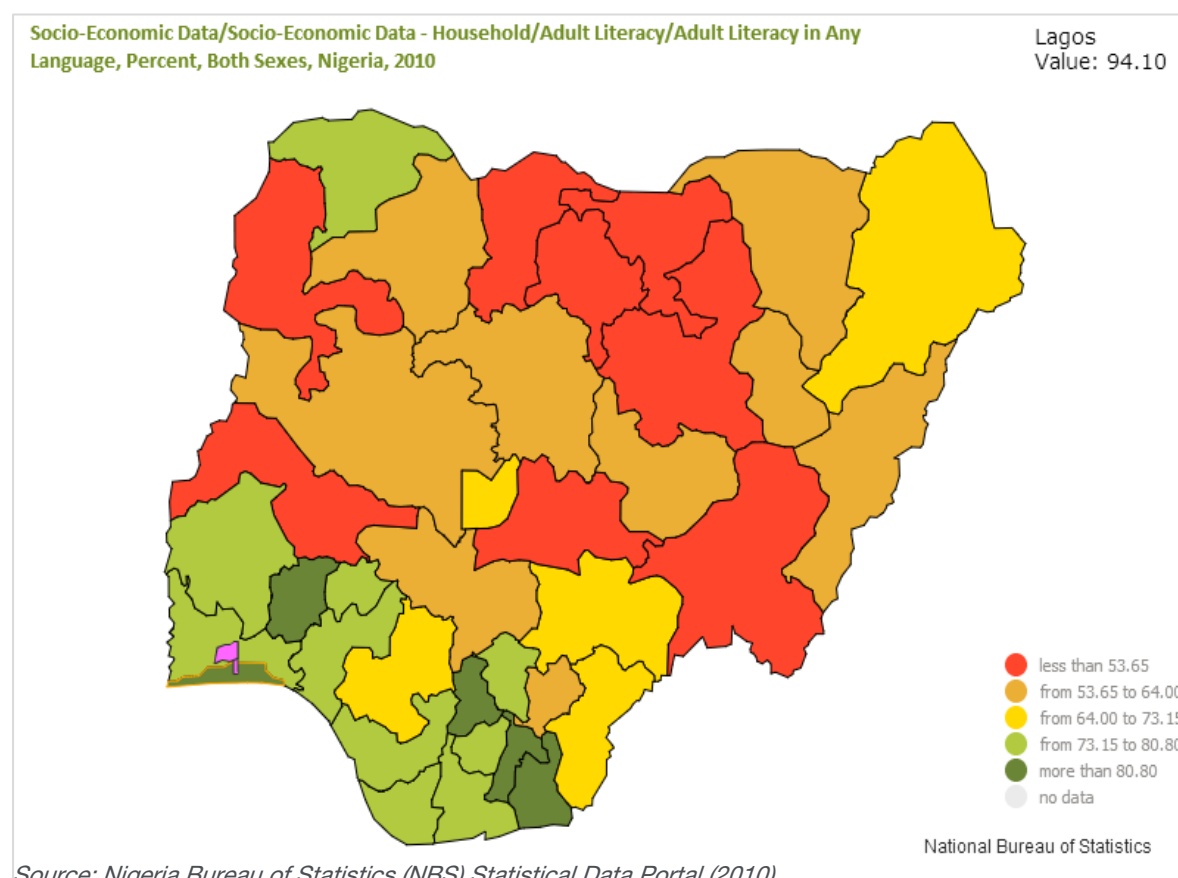 Socio-Economic Data/Socio-Economic Data - Household/Adult Literacy/Adult Literacy in Any
Language, Percent, Both Sexes, Nigeria, 2010
Lagos
Value: 94.10
less than 53.65
from 53.65 to 64.00
from 64.00 to 73.15
from 73.15 to 80.80
more than 80.80
no data
National Bureau of Statistics
Source: Nigeria Bureau of Statistics (NBS) Statistical Data Portal (2010)